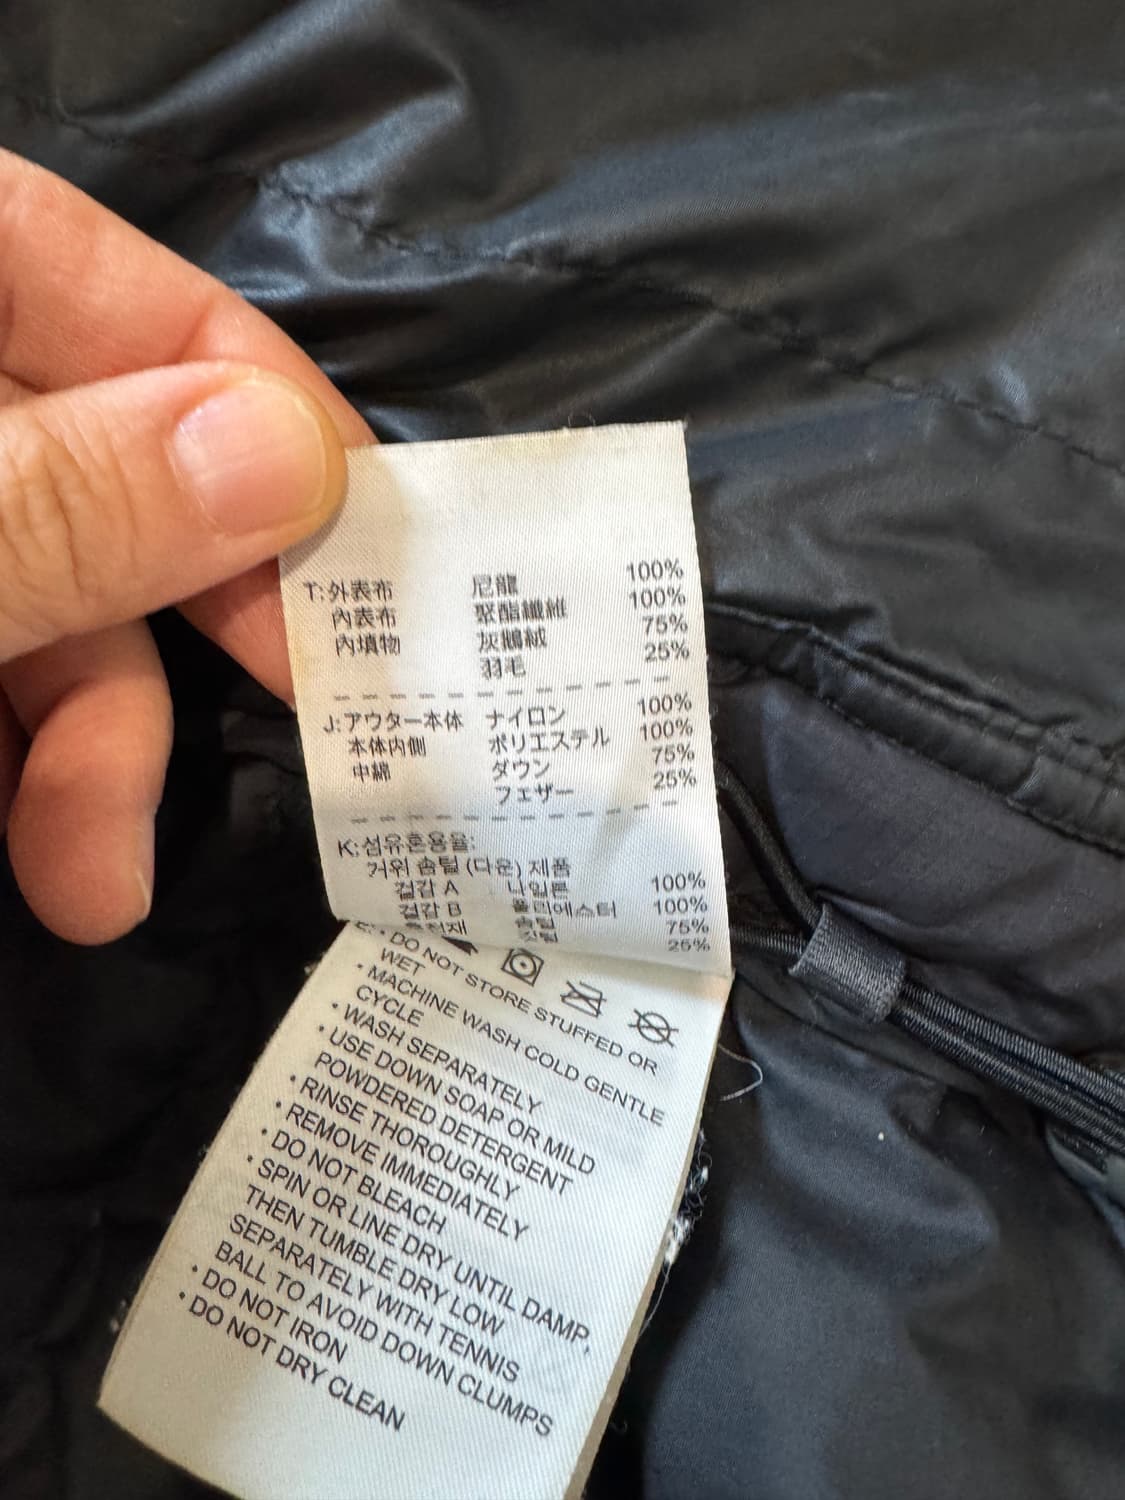 T:外表布 尼龍 100%
內表布 聚酯纖維 100%
內填物 灰鵝絨 75%
羽毛 25%
J:アウター本体 ナイロン 100%
本体内側 ポリエステル 100%
中綿 ダウン 75%
フェザー 25%
K:섬유혼용율:
거위 솜털 (다운) 제품
겉감 A 나일론 100%
겉감 B 폴리에스터 100%
충전재 솜털 75%
깃털 25%
• DO NOT STORE STUFFED OR
WET
• MACHINE WASH COLD GENTLE
CYCLE
• WASH SEPARATELY
• USE DOWN SOAP OR MILD
POWDERED DETERGENT
• RINSE THOROUGHLY
• REMOVE IMMEDIATELY
• DO NOT BLEACH
• SPIN OR LINE DRY UNTIL DAMP,
THEN TUMBLE DRY LOW
SEPARATELY WITH TENNIS
BALL TO AVOID DOWN CLUMPS
• DO NOT IRON
• DO NOT DRY CLEAN